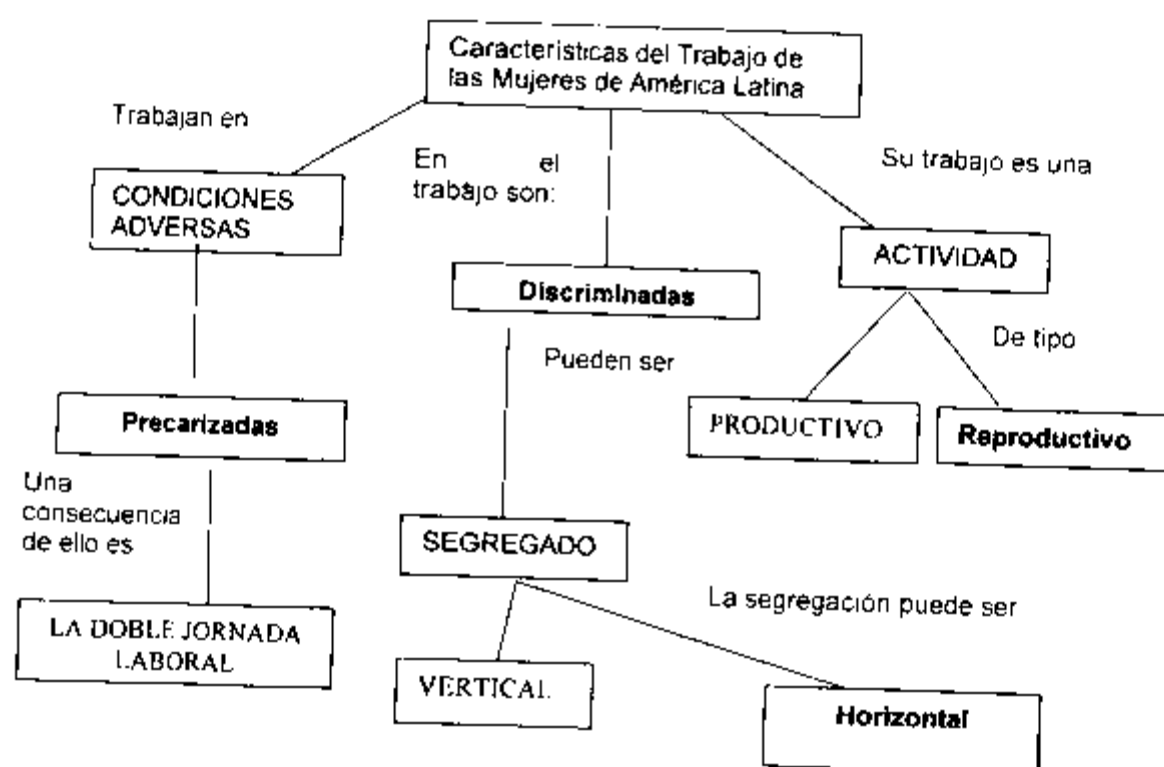 Características del Trabajo de
las Mujeres de América Latina
Trabajan en
En el
trabajo son:
Su trabajo es una
CONDICIONES
ADVERSAS
ACTIVIDAD
Discriminadas
De tipo
Pueden ser
Precarizadas
PRODUCTIVO
Reproductivo
Una
consecuencia
de ello es
SEGREGADO
La segregación puede ser
LA DOBLE JORNADA
LABORAL
VERTICAL
Horizontal